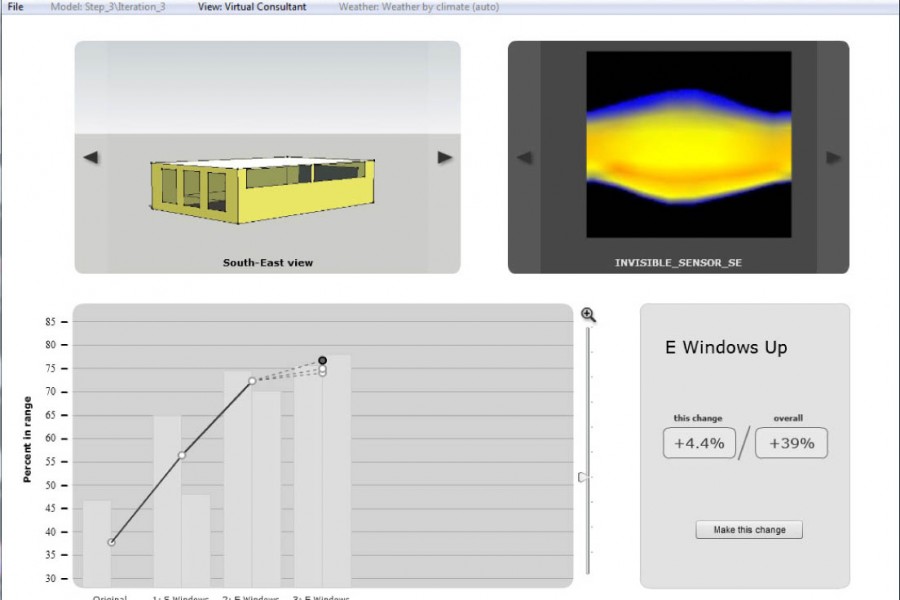 File Model: Step_3\Iteration_3 View: Virtual Consultant Weather: Weather by climate (auto)
South-East view
INVISIBLE_SENSOR_SE
Percent in range
85
80
75
70
65
60
55
50
45
40
35
30
Original 1: E Windows 2: E Windows 3: E Windows
E Windows Up
this change overall
+4.4% / +39%
Make this change